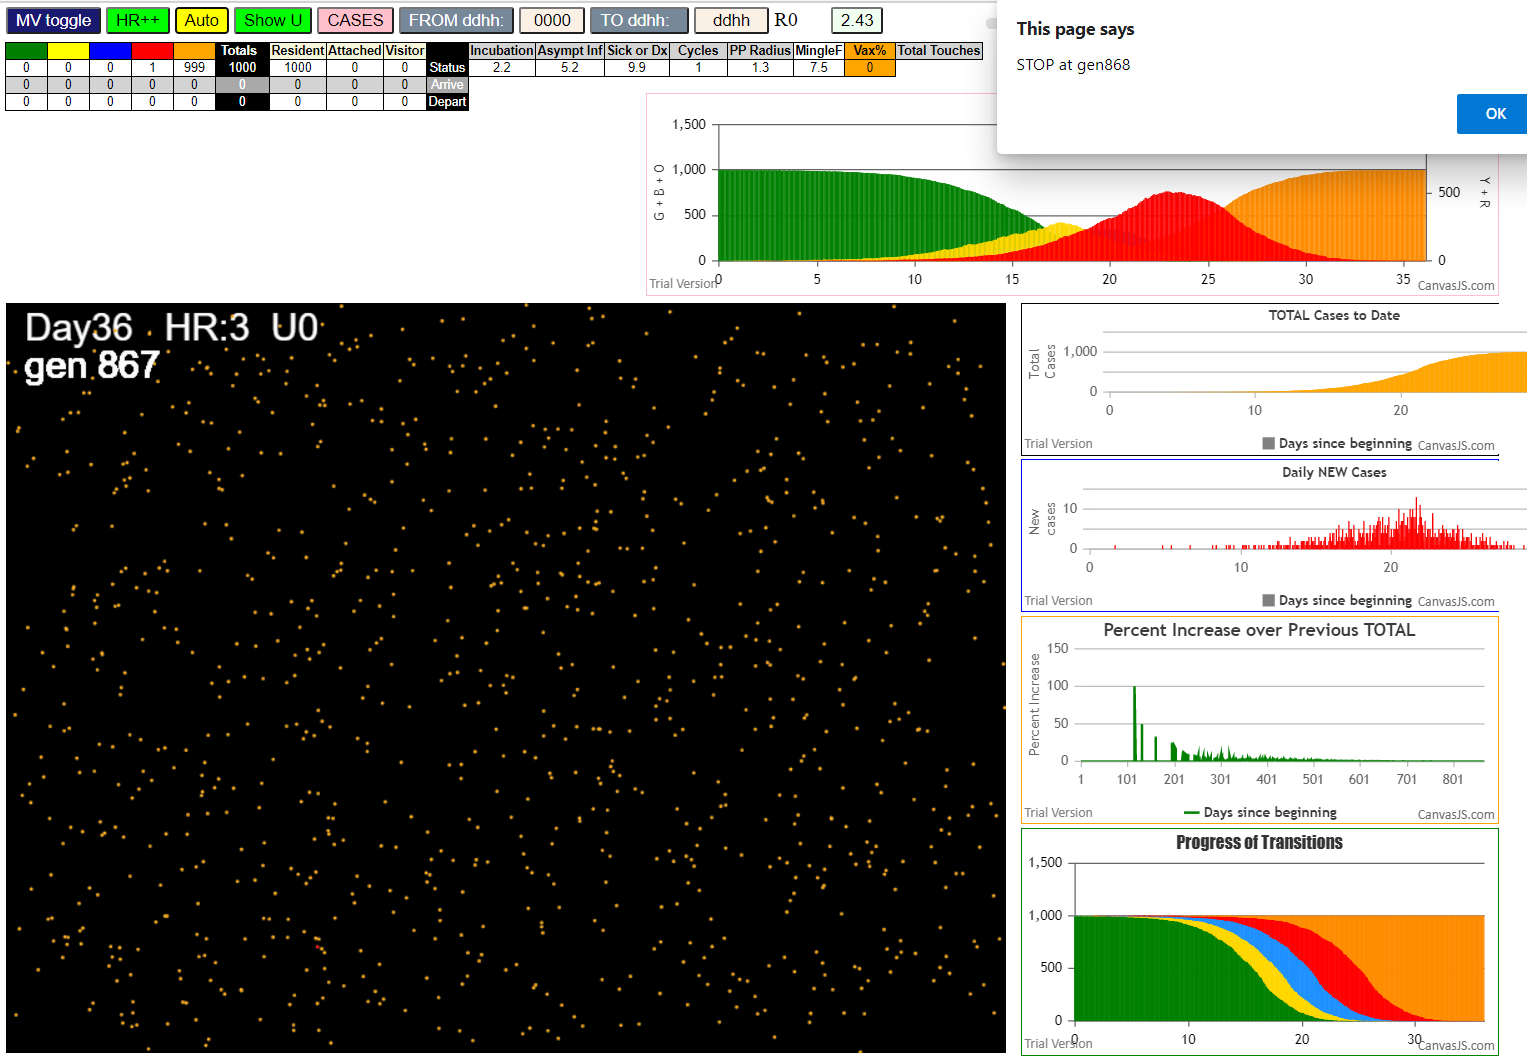 MV toggle HR++ Auto Show U CASES FROM ddhh: 0000 TO ddhh: ddhh R0 2.43
This page says
STOP at gen868
OK
Totals Resident Attached Visitor Incubation Asympt Inf Sick or Dx Cycles PP Radius MingleF Vax% Total Touches
0 0 0 1 999 1000 1000 0 0 Status 2.2 5.2 9.9 1 1.3 7.5 0
0 0 0 0 0 0 0 0 0 Arrive
0 0 0 0 0 0 0 0 0 Depart
G + B + O
1,500
1,000
500
0
500
0
Y + R
0 5 10 15 20 25 30 35
Trial Version
CanvasJS.com
Day36 HR:3 U0
gen 867
TOTAL Cases to Date
Total
Cases
1,000
0
0 10 20
Days since beginning
Trial Version
CanvasJS.com
Daily NEW Cases
New
cases
10
0
0 10 20
Days since beginning
Trial Version
CanvasJS.com
Percent Increase over Previous TOTAL
Percent Increase
150
100
50
0
1 101 201 301 401 501 601 701 801
Days since beginning
Trial Version
CanvasJS.com
Progress of Transitions
1,500
1,000
500
0
0 10 20 30
Trial Version
CanvasJS.com